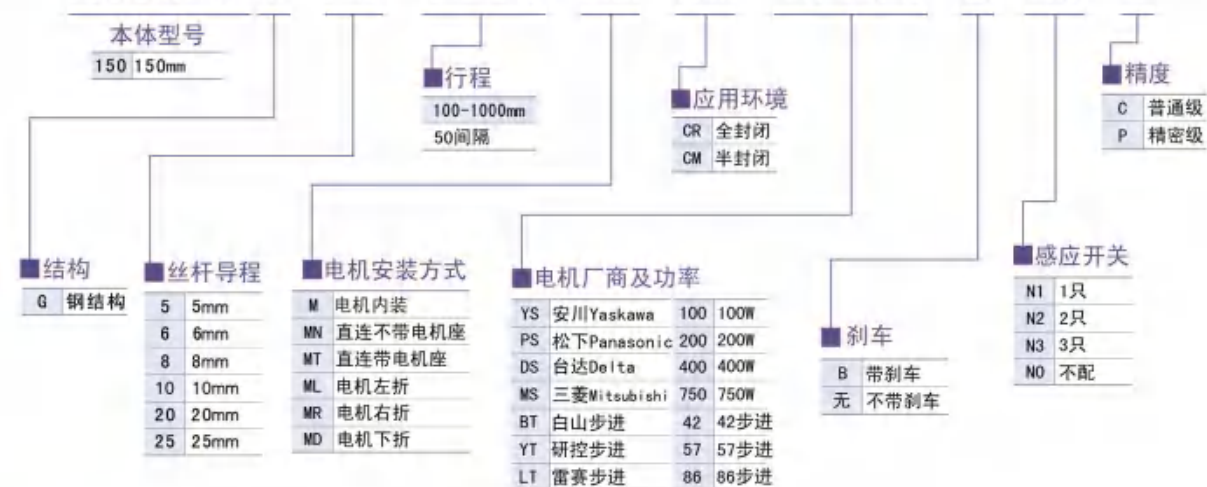 本体型号
150 150mm
■行程
100-1000mm
50间隔
■应用环境
CR 全封闭
CM 半封闭
■精度
C 普通级
P 精密级
■结构
G 钢结构
■丝杆导程
5 5mm
6 6mm
8 8mm
10 10mm
20 20mm
25 25mm
■电机安装方式
M 电机内装
MN 直连不带电机座
MT 直连带电机座
ML 电机左折
MR 电机右折
MD 电机下折
■电机厂商及功率
YS 安川Yaskawa 100 100W
PS 松下Panasonic 200 200W
DS 台达Delta 400 400W
MS 三菱Mitsubishi 750 750W
BT 白山步进 42 42步进
YT 研控步进 57 57步进
LT 雷赛步进 86 86步进
■刹车
B 带刹车
无 不带刹车
■感应开关
N1 1只
N2 2只
N3 3只
NO 不配